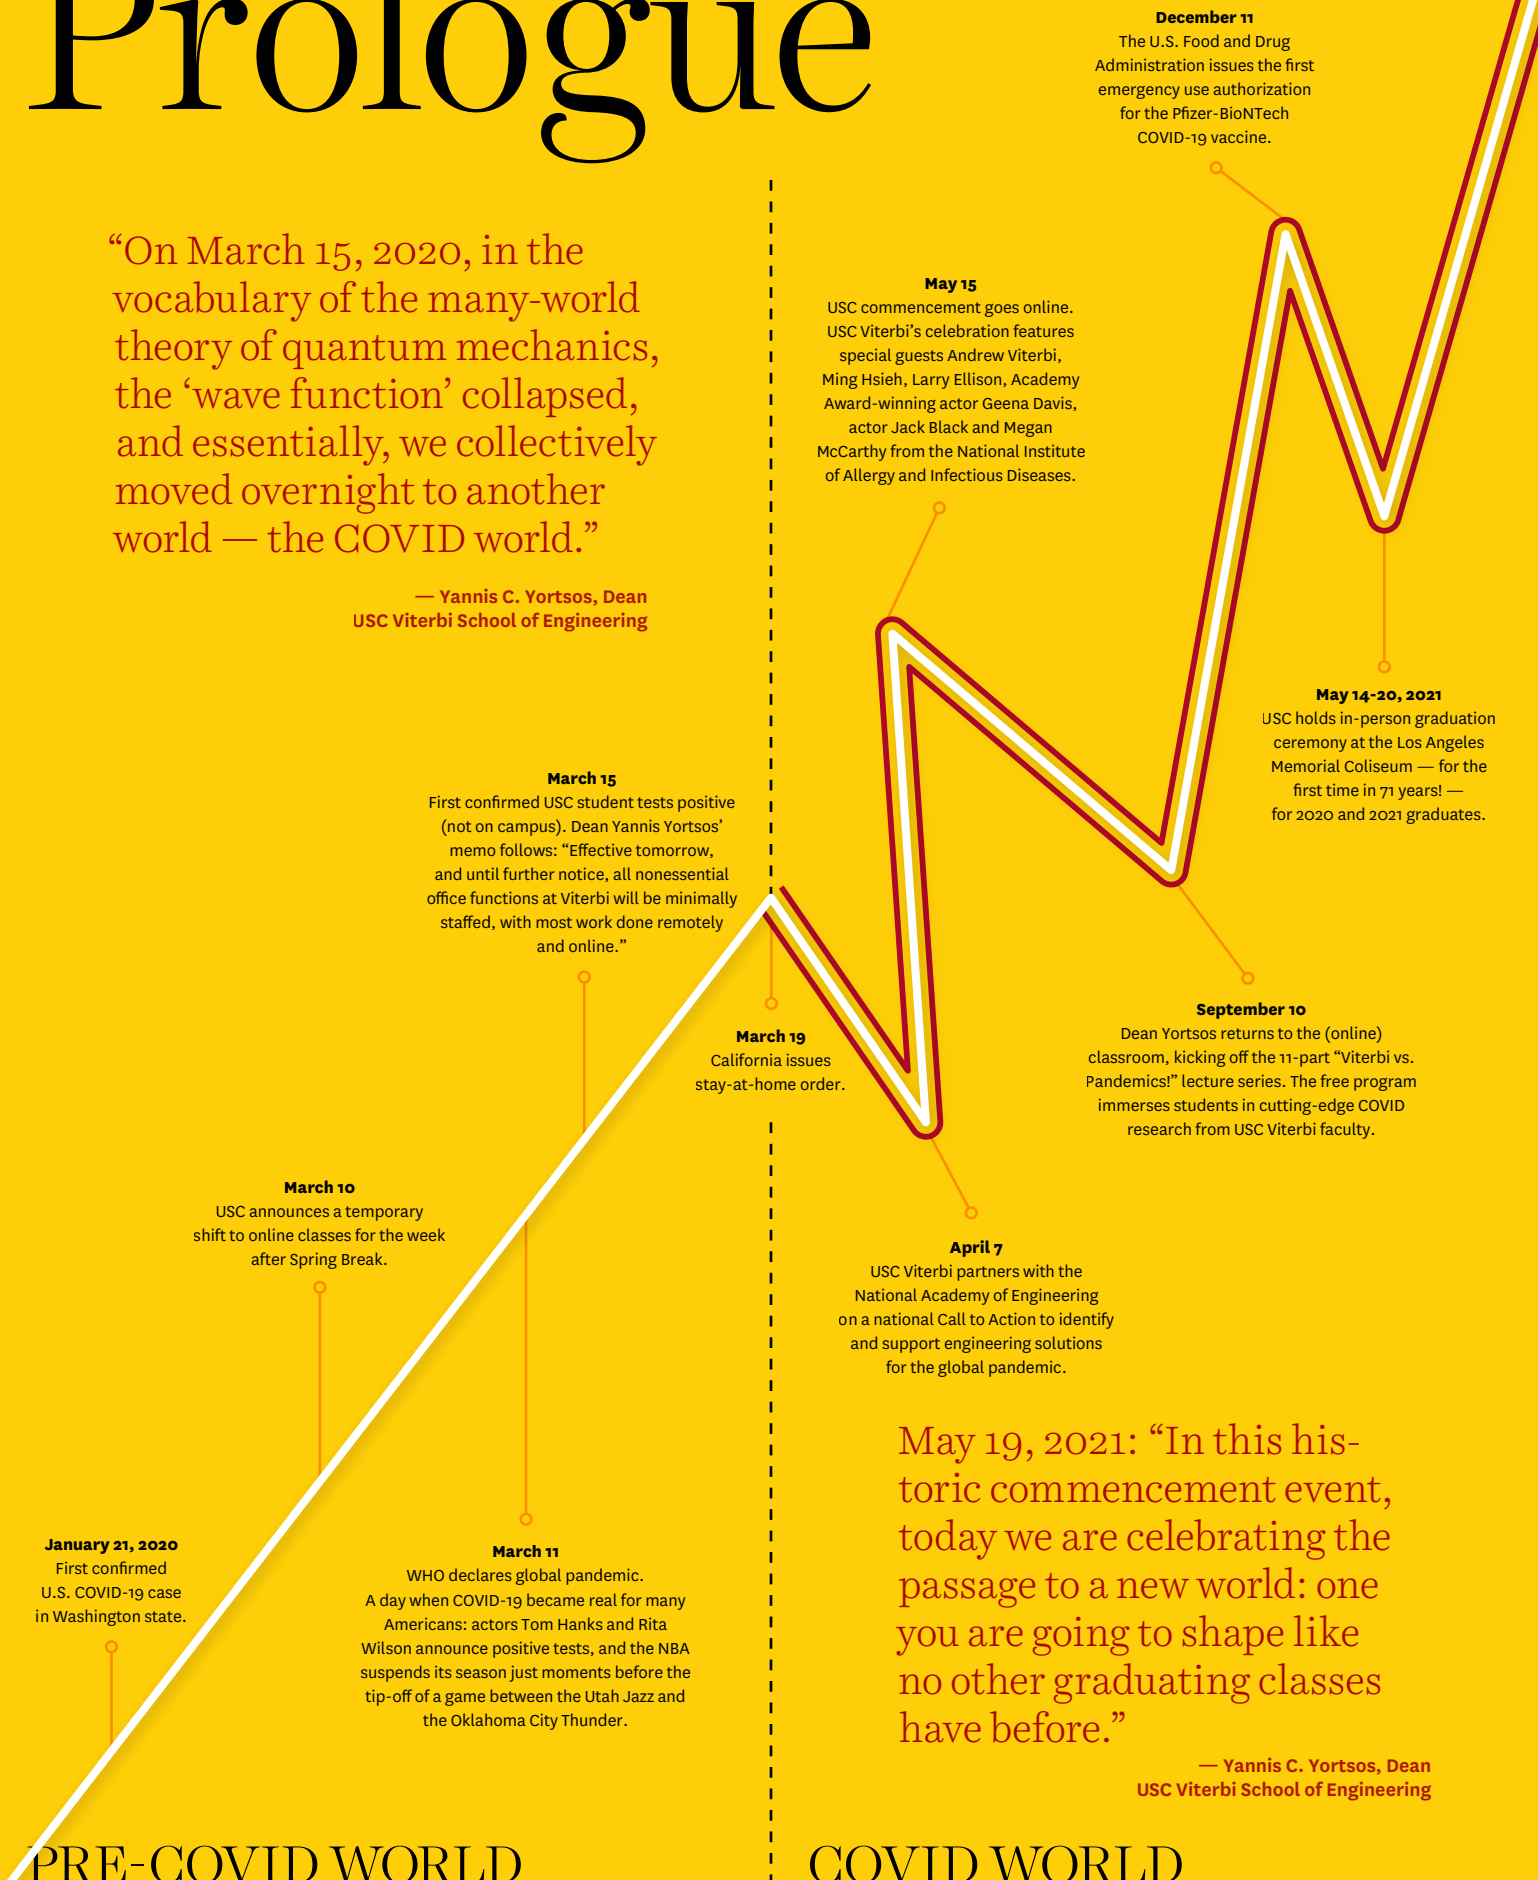 Prologue
“On March 15, 2020, in the
vocabulary of the many-world
theory of quantum mechanics,
the ‘wave function’ collapsed,
and essentially, we collectively
moved overnight to another
world — the COVID world.”
— Yannis C. Yortsos, Dean
USC Viterbi School of Engineering
January 21, 2020
First confirmed
U.S. COVID-19 case
in Washington state.
March 10
USC announces a temporary
shift to online classes for the week
after Spring Break.
March 11
WHO declares global pandemic.
A day when COVID-19 became real for many
Americans: actors Tom Hanks and Rita
Wilson announce positive tests, and the NBA
suspends its season just moments before the
tip-off of a game between the Utah Jazz and
the Oklahoma City Thunder.
March 15
First confirmed USC student tests positive
(not on campus). Dean Yannis Yortsos’
memo follows: “Effective tomorrow,
and until further notice, all nonessential
office functions at Viterbi will be minimally
staffed, with most work done remotely
and online.”
March 19
California issues
stay-at-home order.
April 7
USC Viterbi partners with the
National Academy of Engineering
on a national Call to Action to identify
and support engineering solutions
for the global pandemic.
May 15
USC commencement goes online.
USC Viterbi’s celebration features
special guests Andrew Viterbi,
Ming Hsieh, Larry Ellison, Academy
Award-winning actor Geena Davis,
actor Jack Black and Megan
McCarthy from the National Institute
of Allergy and Infectious Diseases.
September 10
Dean Yortsos returns to the (online)
classroom, kicking off the 11-part “Viterbi vs.
Pandemics!” lecture series. The free program
immerses students in cutting-edge COVID
research from USC Viterbi faculty.
December 11
The U.S. Food and Drug
Administration issues the first
emergency use authorization
for the Pfizer-BioNTech
COVID-19 vaccine.
May 14-20, 2021
USC holds in-person graduation
ceremony at the Los Angeles
Memorial Coliseum — for the
first time in 71 years! —
for 2020 and 2021 graduates.
May 19, 2021: “In this his-
toric commencement event,
today we are celebrating the
passage to a new world: one
you are going to shape like
no other graduating classes
have before.”
— Yannis C. Yortsos, Dean
USC Viterbi School of Engineering
PRE-COVID WORLD
COVID WORLD